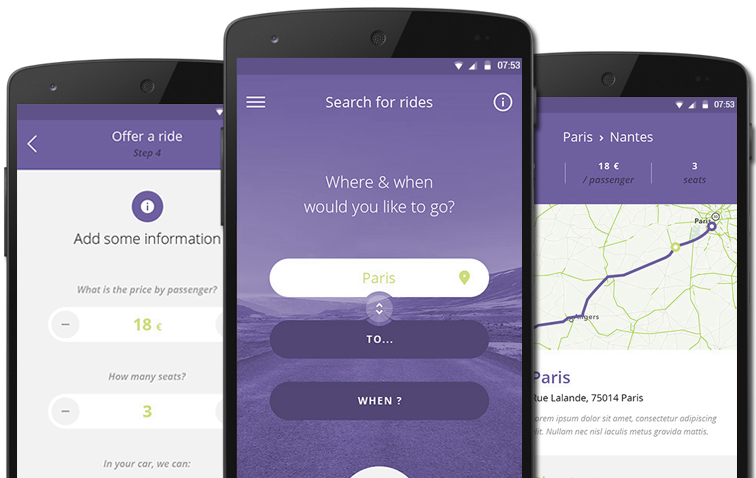 Offer a ride
Step 4
Add some information
What is the price by passenger?
18 €
How many seats?
3
In your car, we can:
07:53
Search for rides
Where & when
would you like to go?
Paris
TO...
WHEN ?
07:53
Paris › Nantes
18 €
/ passenger
3
seats
Paris
Angers
Paris
Rue Lalande, 75014 Paris
orem ipsum dolor sit amet, consectetur adipiscing
dit. Nullam nec nisl iaculis metus gravida mattis.